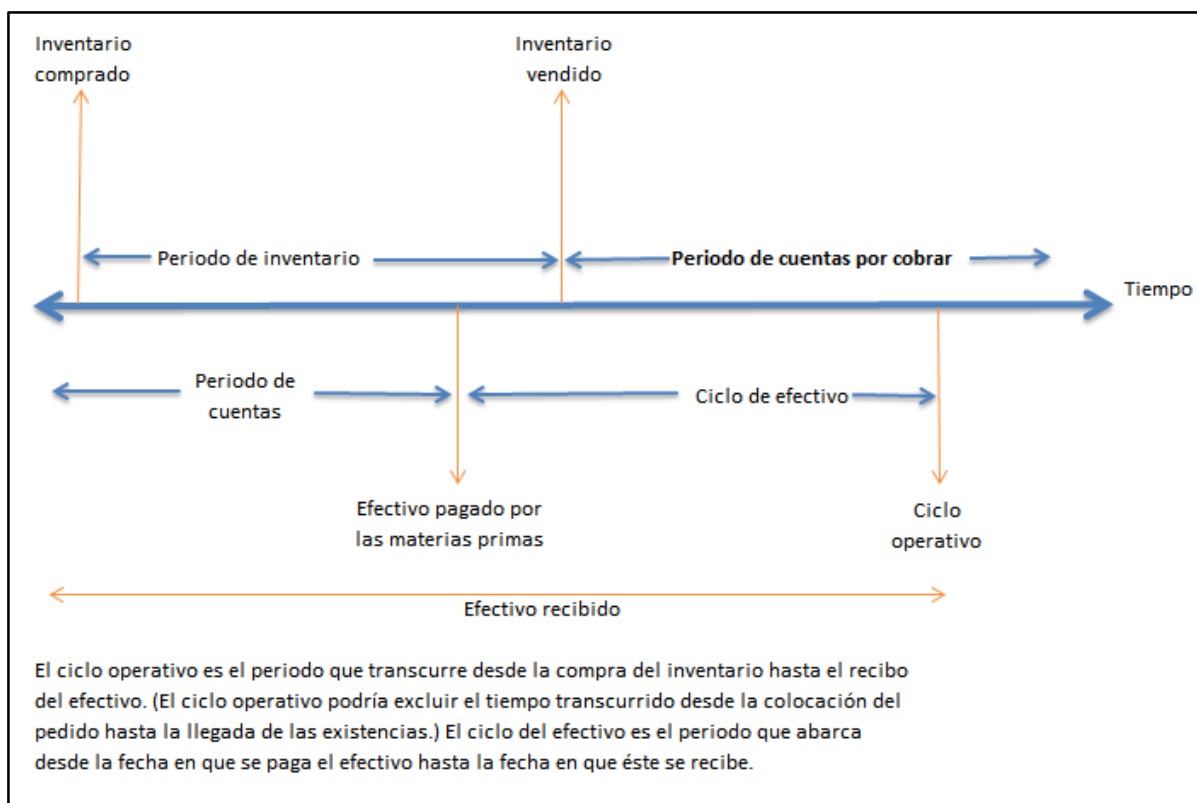 Inventario
comprado
Inventario
vendido
Periodo de inventario
Periodo de cuentas por cobrar
Tiempo
Periodo de
cuentas
Ciclo de efectivo
Efectivo pagado por
las materias primas
Ciclo
operativo
Efectivo recibido
El ciclo operativo es el periodo que transcurre desde la compra del inventario hasta el recibo
del efectivo. (El ciclo operativo podría excluir el tiempo transcurrido desde la colocación del
pedido hasta la llegada de las existencias.) El ciclo del efectivo es el periodo que abarca
desde la fecha en que se paga el efectivo hasta la fecha en que éste se recibe.